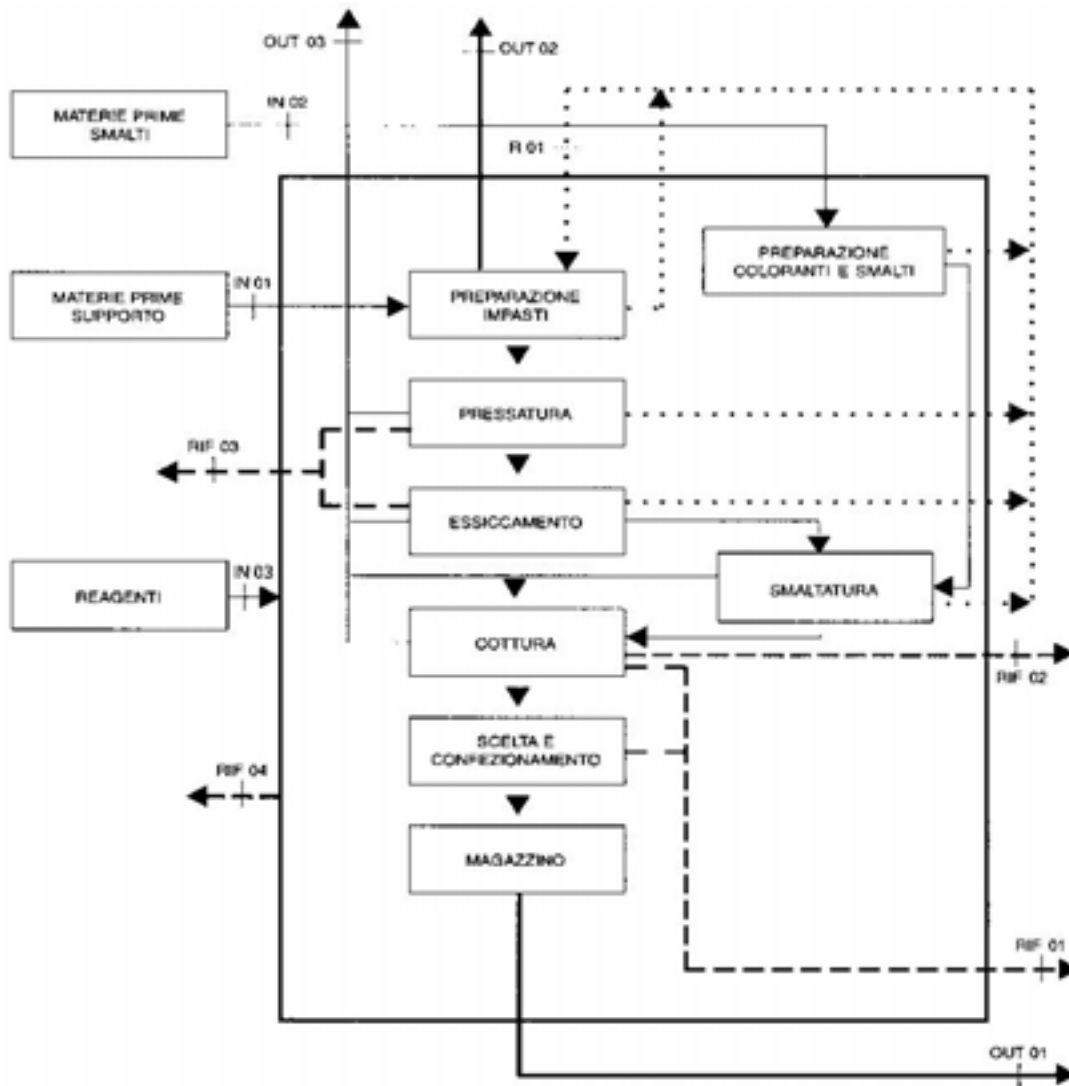 OUT 03
OUT 02
MATERIE PRIME
SMALTI
IN 02
R 01
PREPARAZIONE
COLORANTI E SMALTI
MATERIE PRIME
SUPPORTO
IN 01
PREPARAZIONE
IMPASTI
PRESSATURA
RIF 03
ESSICCAMENTO
REAGENTI
IN 03
SMALTATURA
COTTURA
RIF 02
SCELTA E
CONFEZIONAMENTO
RIF 04
MAGAZZINO
RIF 01
OUT 01